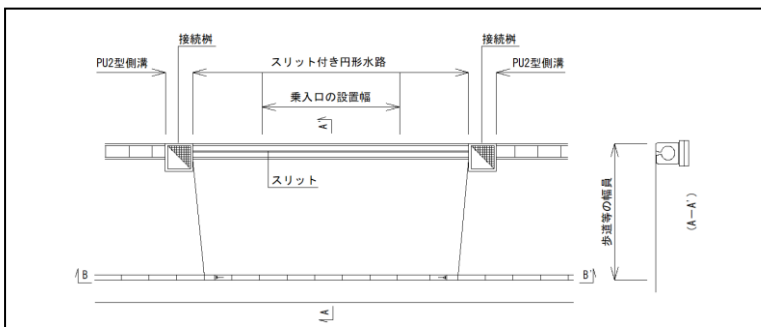 接続桝
接続桝
PU2型側溝
スリット付き円形水路
PU2型側溝
乗入口の設置幅
A'
スリット
歩道等の幅員
(A－A')
B
B'
A